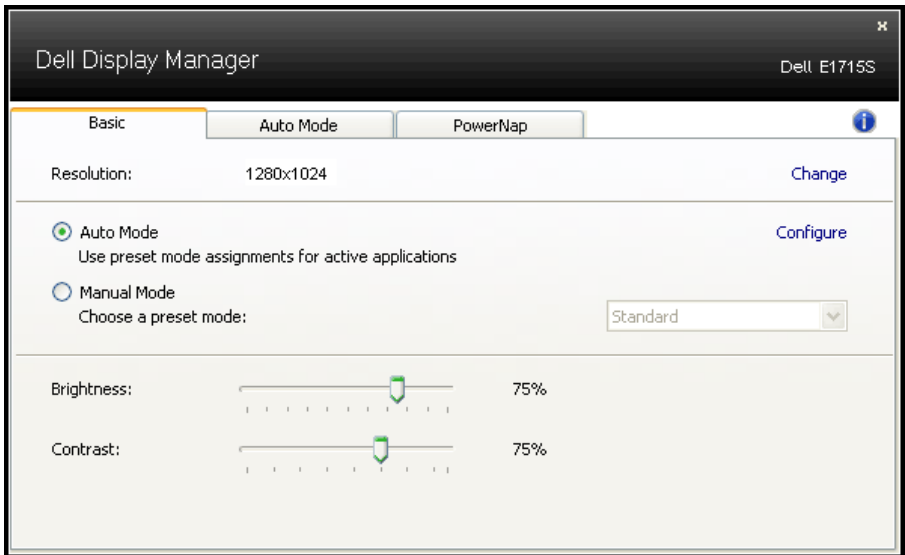 x
Dell Display Manager
Dell E1715S
Basic Auto Mode PowerNap i
Resolution: 1280x1024 Change
Auto Mode Configure
Use preset mode assignments for active applications
Manual Mode
Choose a preset mode: Standard
Brightness: 75%
Contrast: 75%